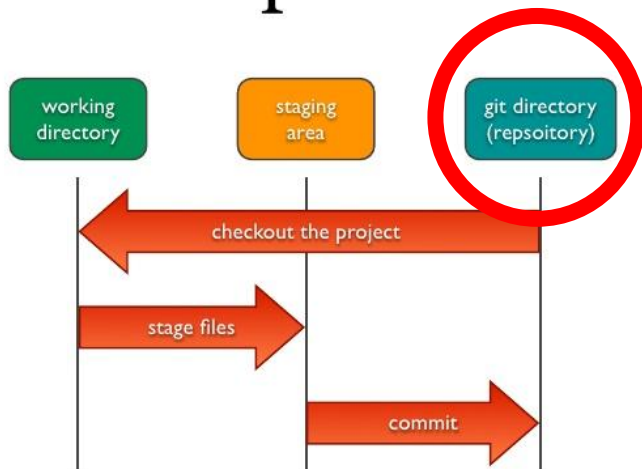 working
directory
staging
area
git directory
(repsoitory)
checkout the project
stage files
commit